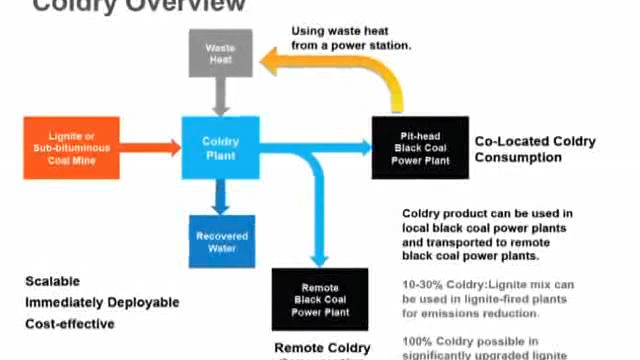 Coldry Overview
Using waste heat
from a power station.
Waste
Heat
Lignite or
Sub-bituminous
Coal Mine
Coldry
Plant
Pit-head
Black Coal
Power Plant
Co-Located Coldry
Consumption
Recovered
Water
Coldry product can be used in
local black coal power plants
and transported to remote
black coal power plants.
Scalable
Immediately Deployable
Cost-effective
Remote
Black Coal
Power Plant
10-30% Coldry:Lignite mix can
be used in lignite-fired plants
for emissions reduction.
Remote Coldry
100% Coldry possible in
significantly upgraded lignite